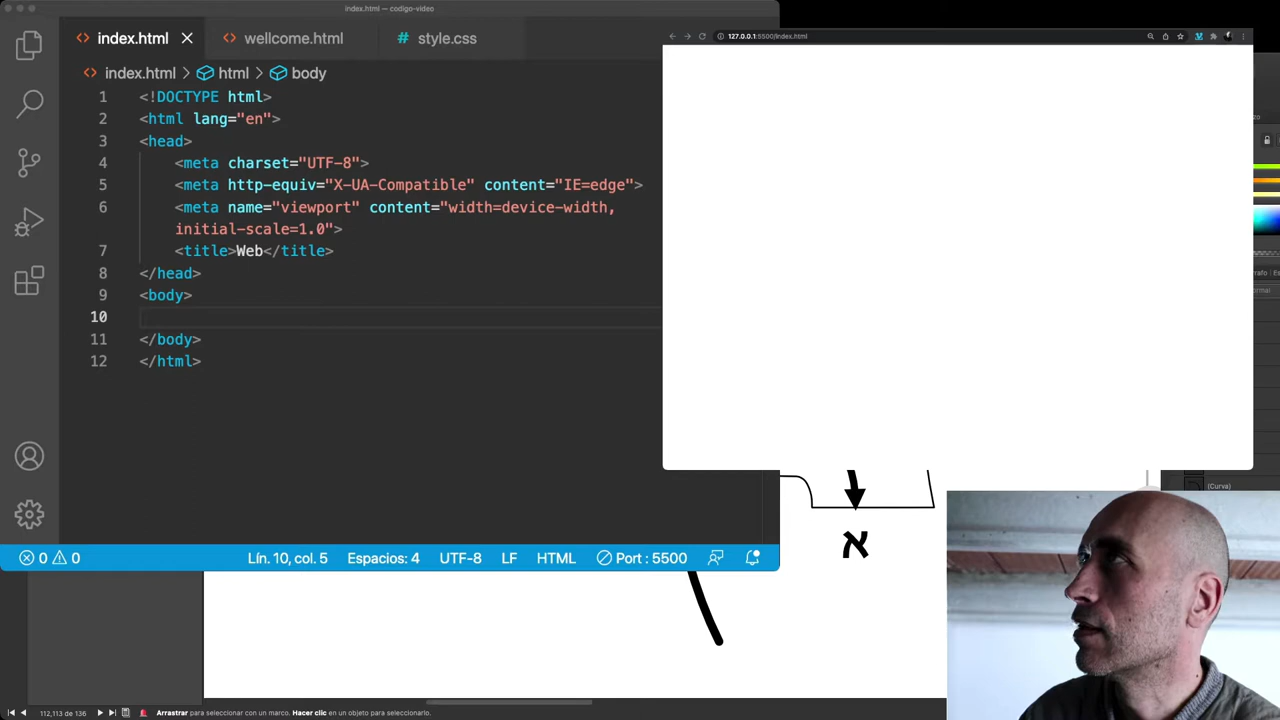 index.html — codigo-video
index.html
wellcome.html
# style.css
index.html > html > body
1 <!DOCTYPE html>
2 <html lang="en">
3 <head>
4 <meta charset="UTF-8">
5 <meta http-equiv="X-UA-Compatible" content="IE=edge">
6 <meta name="viewport" content="width=device-width,
initial-scale=1.0">
7 <title>Web</title>
8 </head>
9 <body>
10
11 </body>
12 </html>
0 0
Lín. 10, col. 5
Espacios: 4
UTF-8
LF
HTML
Port : 5500
127.0.0.1:5500/index.html
(Curva)
א
112,113 de 136
Arrastrar para seleccionar con un marco. Hacer clic en un objeto para seleccionarlo.